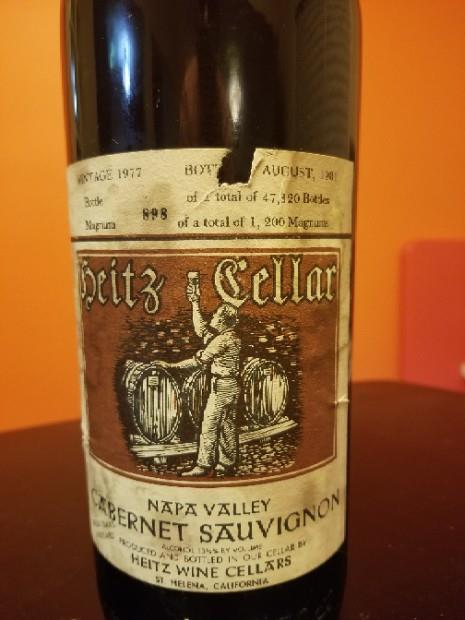 VINTAGE 1977 AUGUST, 1981
Bottle of a total of 47,320 Bottles
Magnum 898 of a total of 1, 200 Magnums
Heitz Cellar
NAPA VALLEY
CABERNET SAUVIGNON
ALCOHOL 13½% BY VOLUME
PRODUCED AND BOTTLED IN OUR CELLAR BY
HEITZ WINE CELLARS
ST. HELENA, CALIFORNIA